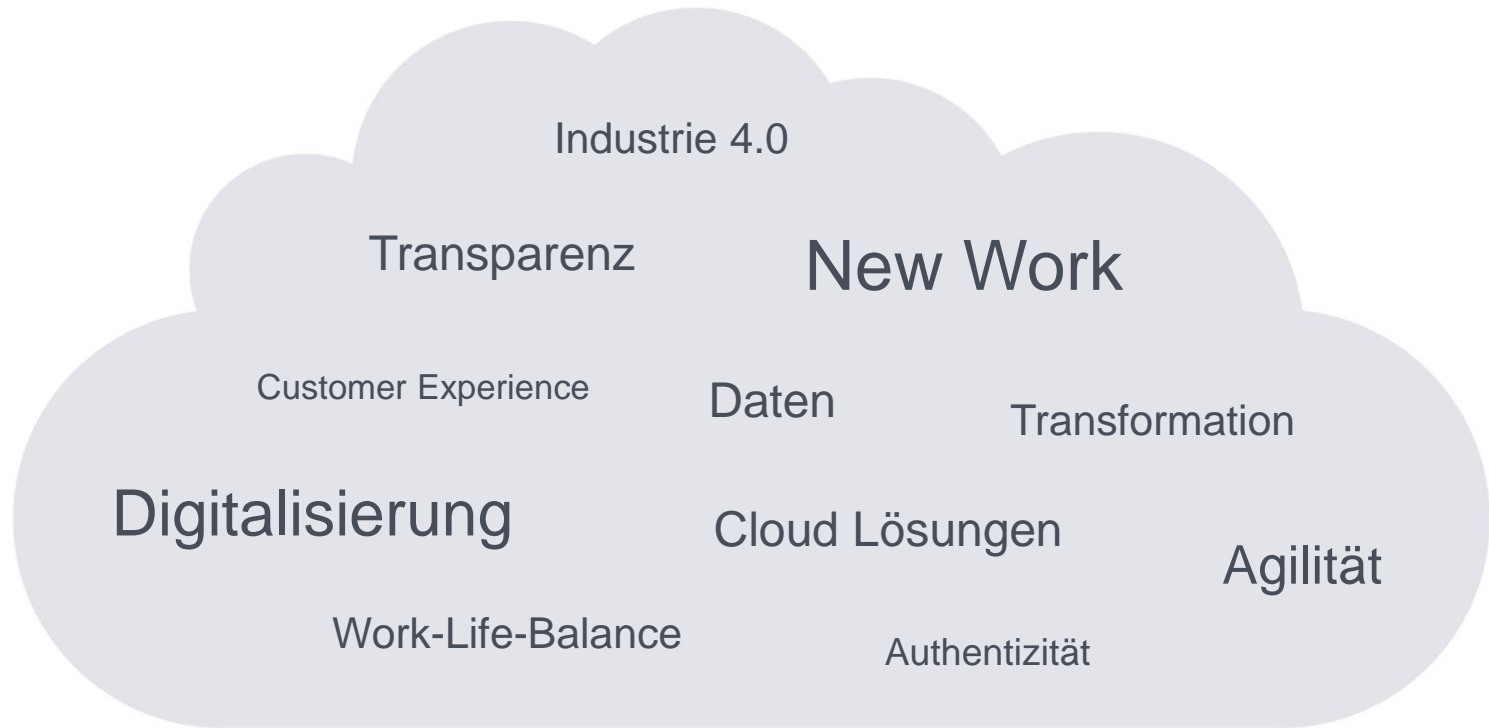 Industrie 4.0
Transparenz
New Work
Customer Experience
Daten
Transformation
Digitalisierung
Cloud Lösungen
Agilität
Work-Life-Balance
Authentizität